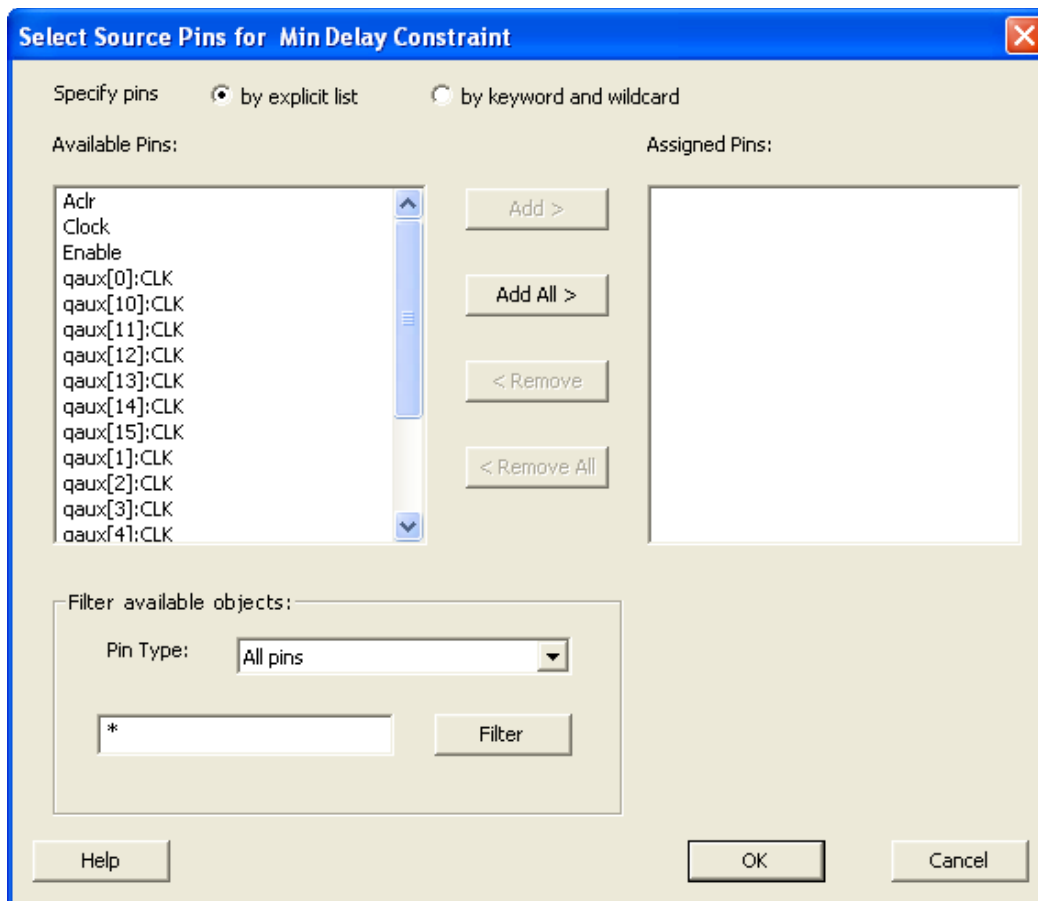 Select Source Pins for Min Delay Constraint
Specify pins by explicit list by keyword and wildcard
Available Pins: Assigned Pins:
Aclr
Clock
Enable
qaux[0]:CLK
qaux[10]:CLK
qaux[11]:CLK
qaux[12]:CLK
qaux[13]:CLK
qaux[14]:CLK
qaux[15]:CLK
qaux[1]:CLK
qaux[2]:CLK
qaux[3]:CLK
qaux[4]:CLK
Add >
Add All >
< Remove
< Remove All
Filter available objects:
Pin Type: All pins
* Filter
Help OK Cancel